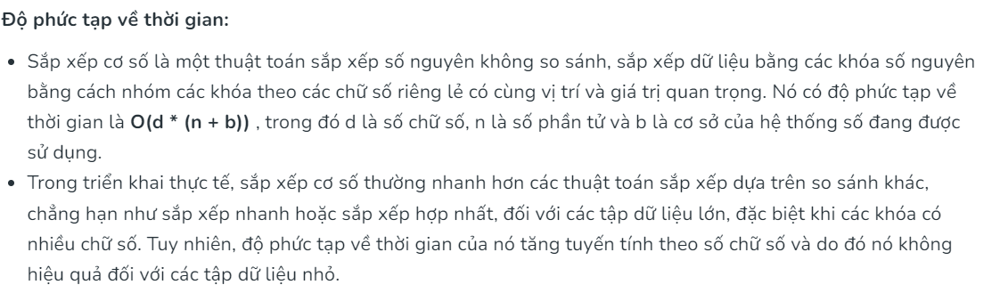 Độ phức tạp về thời gian:
• Sắp xếp cơ số là một thuật toán sắp xếp số nguyên không so sánh, sắp xếp dữ liệu bằng các khóa số nguyên
bằng cách nhóm các khóa theo các chữ số riêng lẻ có cùng vị trí và giá trị quan trọng. Nó có độ phức tạp về
thời gian là O(d * (n + b)) , trong đó d là số chữ số, n là số phần tử và b là cơ sở của hệ thống số đang được
sử dụng.
• Trong triển khai thực tế, sắp xếp cơ số thường nhanh hơn các thuật toán sắp xếp dựa trên so sánh khác,
chẳng hạn như sắp xếp nhanh hoặc sắp xếp hợp nhất, đối với các tập dữ liệu lớn, đặc biệt khi các khóa có
nhiều chữ số. Tuy nhiên, độ phức tạp về thời gian của nó tăng tuyến tính theo số chữ số và do đó nó không
hiệu quả đối với các tập dữ liệu nhỏ.